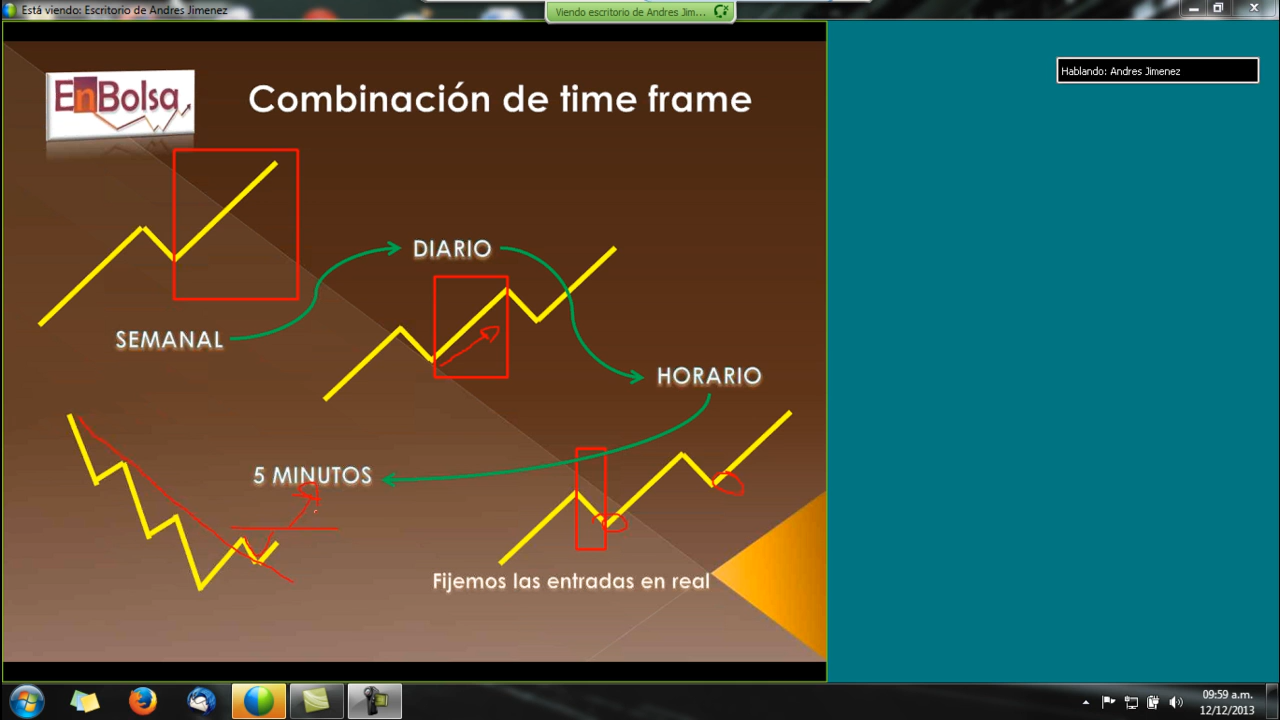 Está viendo: Escritorio de Andres Jimenez
Viendo escritorio de Andres Jim...
Hablando: Andres Jimenez
EnBolsa
Combinación de time frame
DIARIO
SEMANAL
HORARIO
5 MINUTOS
Fijemos las entradas en real
09:59 a.m.
12/12/2013